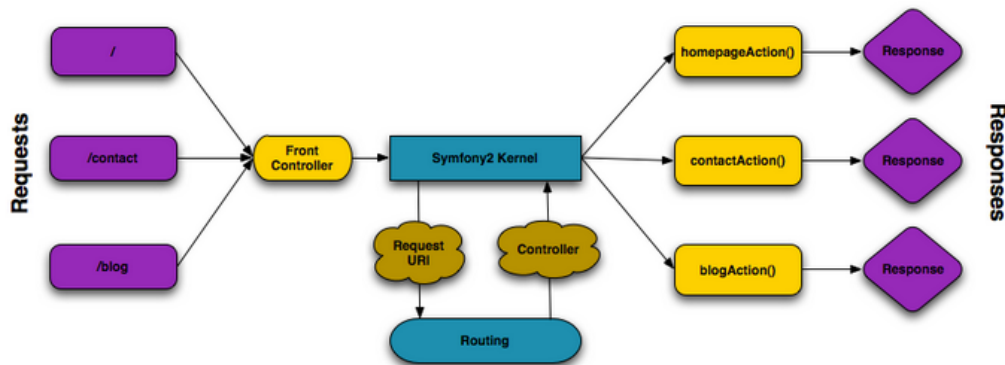 Requests
/
/contact
/blog
Front
Controller
Symfony2 Kernel
Request
URI
Controller
Routing
homepageAction()
contactAction()
blogAction()
Response
Response
Response
Responses